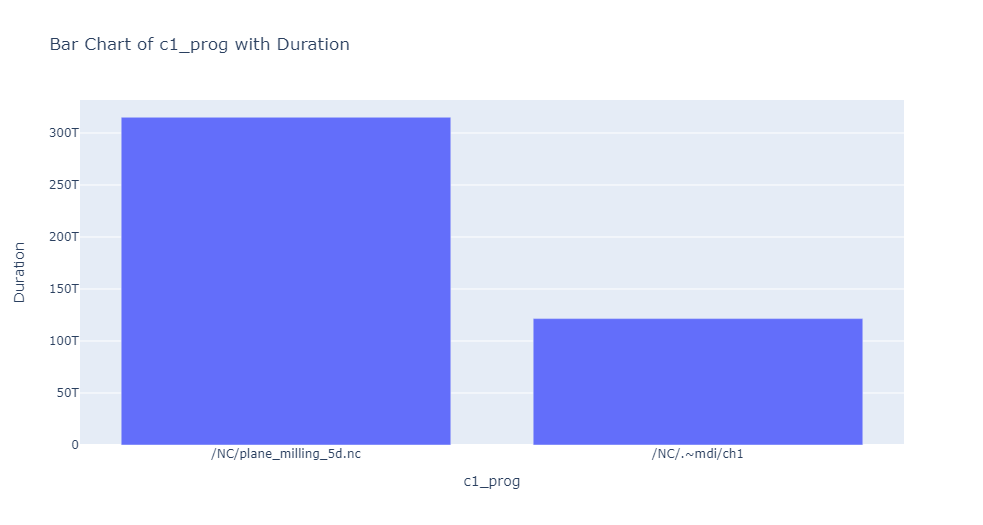 Bar Chart of c1_prog with Duration
300T
250T
200T
150T
100T
50T
0
Duration
/NC/plane_milling_5d.nc
/NC/.~mdi/ch1
c1_prog